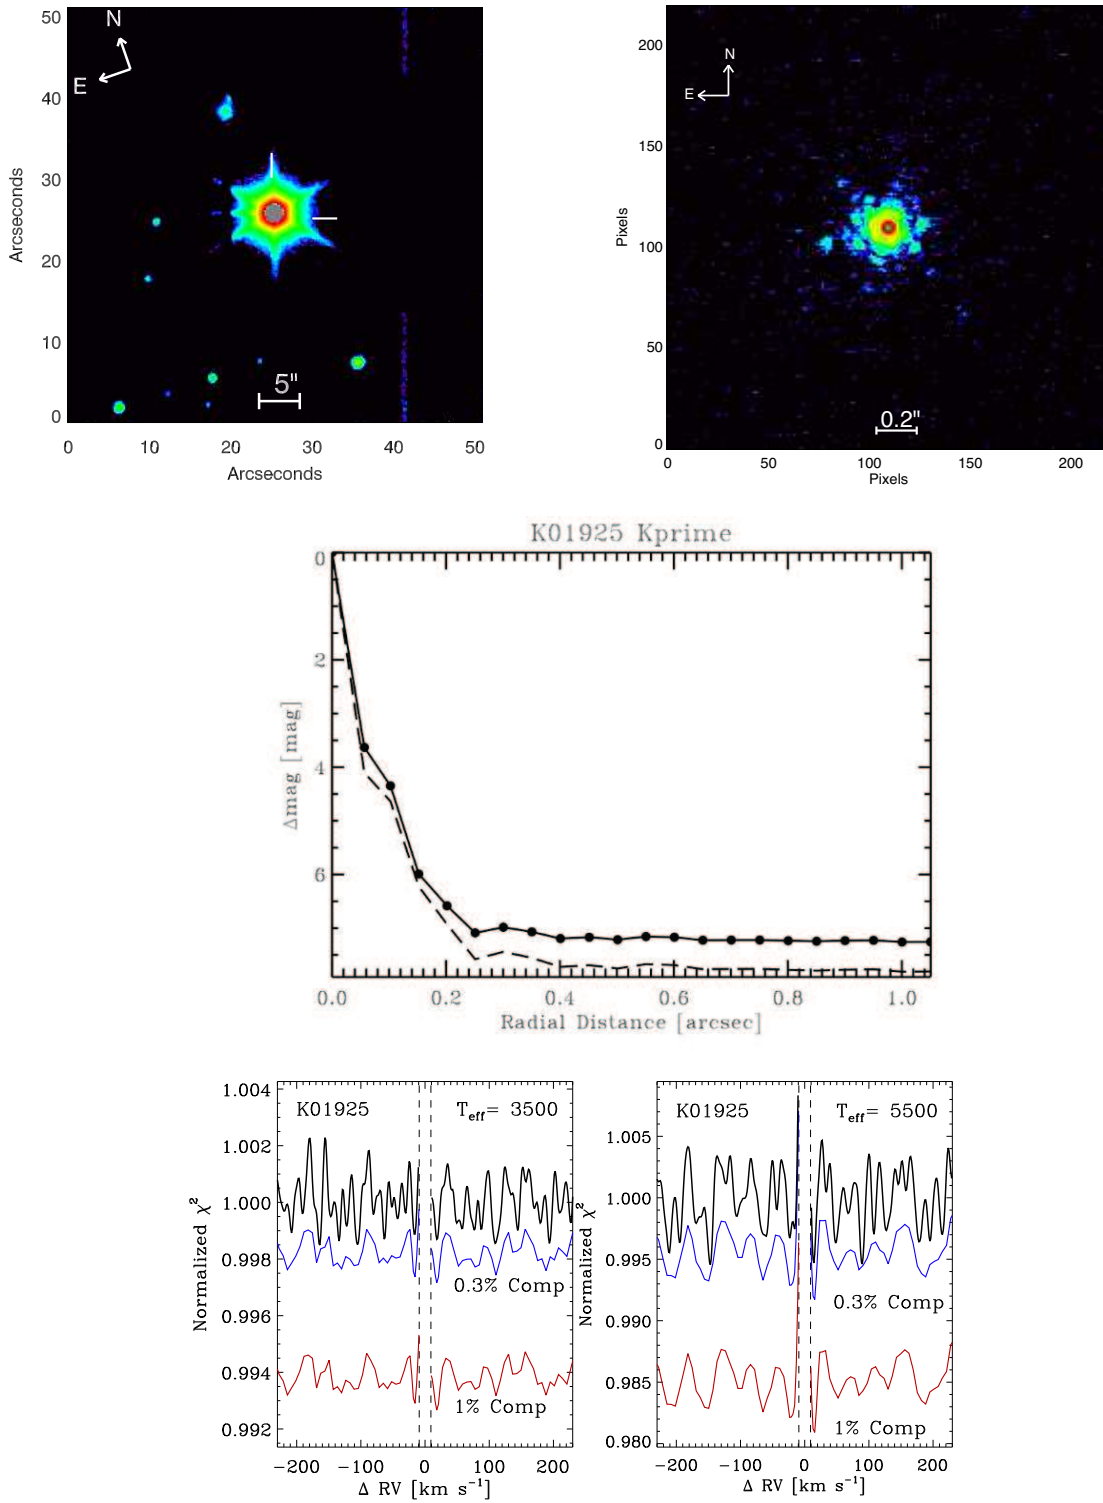 50
N
E
40
30
20
10
0
Arcseconds
5"
0 10 20 30 40 50
Arcseconds
200
N
E
150
100
50
0
Pixels
0.2"
0 50 100 150 200
Pixels
K01925 Kprime
0
2
4
6
Δmag [mag]
0.0 0.2 0.4 0.6 0.8 1.0
Radial Distance [arcsec]
1.004
K01925 Teff= 3500
1.002
1.000
0.998
0.3% Comp
0.996
0.994
1% Comp
0.992
Normalized χ²
-200 -100 0 100 200
Δ RV [km s⁻¹]
K01925 Teff= 5500
1.005
1.000
0.995
0.3% Comp
0.990
0.985
1% Comp
0.980
Normalized χ²
-200 -100 0 100 200
Δ RV [km s⁻¹]